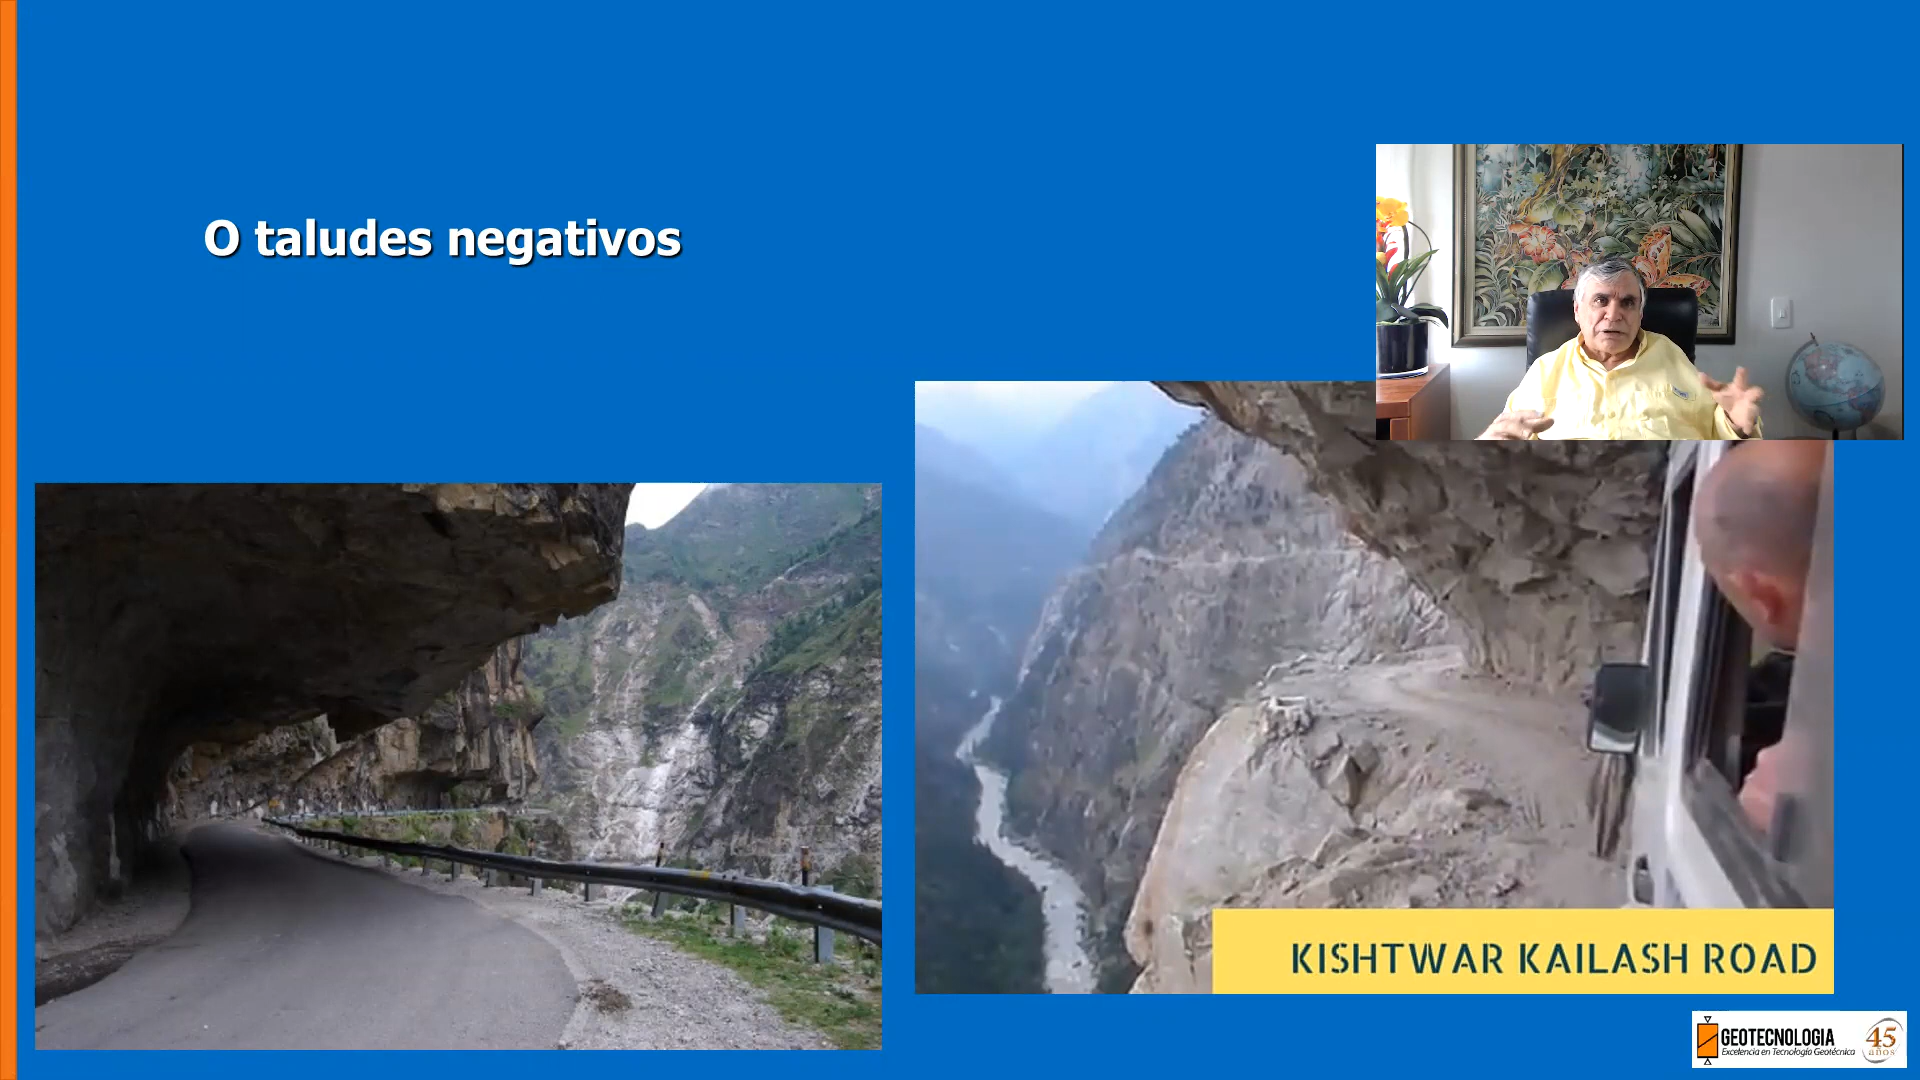 O taludes negativos
KISHTWAR KAILASH ROAD
GEOTECNOLOGIA
Excelencia en Tecnología Geotécnica
45
años